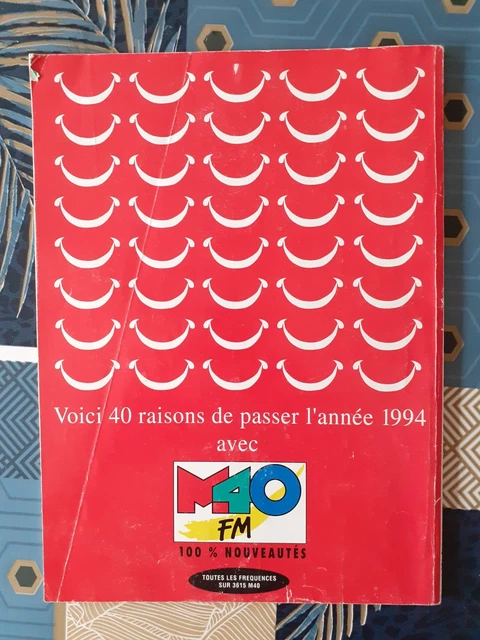 Voici 40 raisons de passer l'année 1994
avec
M40
FM
100 % NOUVEAUTÉS
TOUTES LES FREQUENCES
SUR 3615 M40